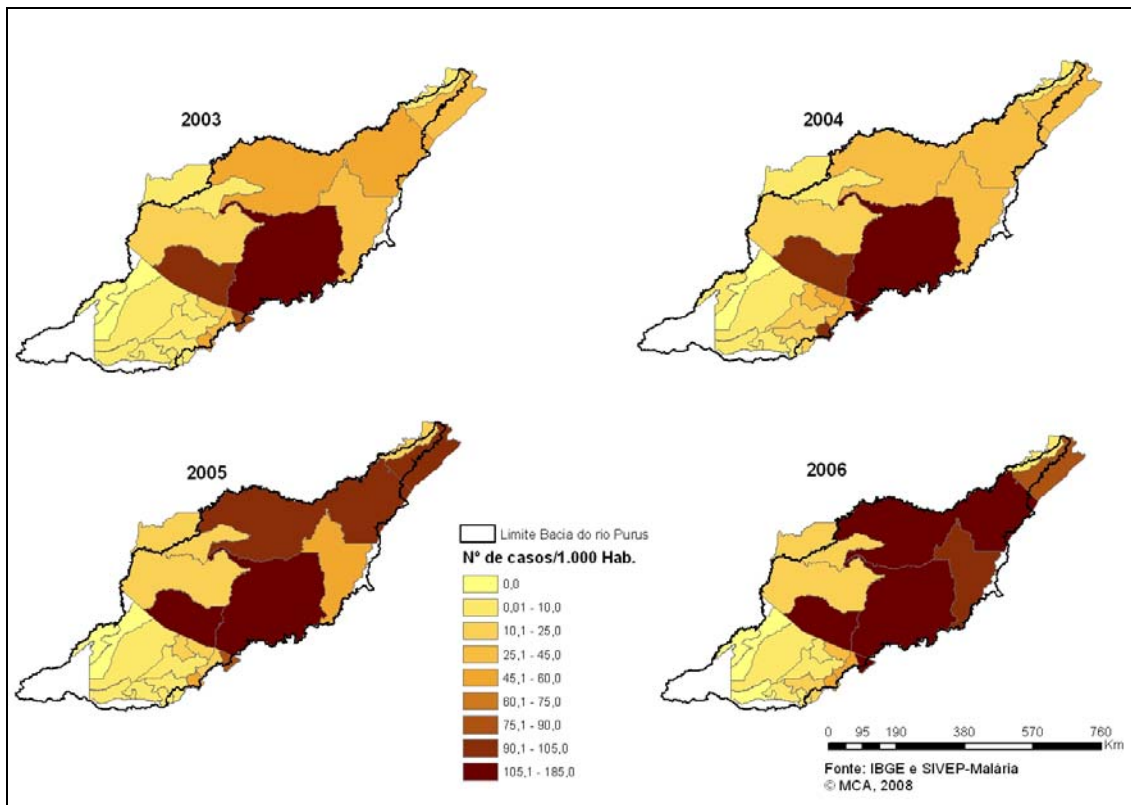 2003
2004
2005
2006
Limite Bacia do rio Purus
N° de casos/1.000 Hab.
0,0
0,01 - 10,0
10,1 - 25,0
25,1 - 45,0
45,1 - 60,0
60,1 - 75,0
75,1 - 90,0
90,1 - 105,0
105,1 - 185,0
0 95 190 380 570 760
Km
Fonte: IBGE e SIVEP-Malária
© MCA, 2008